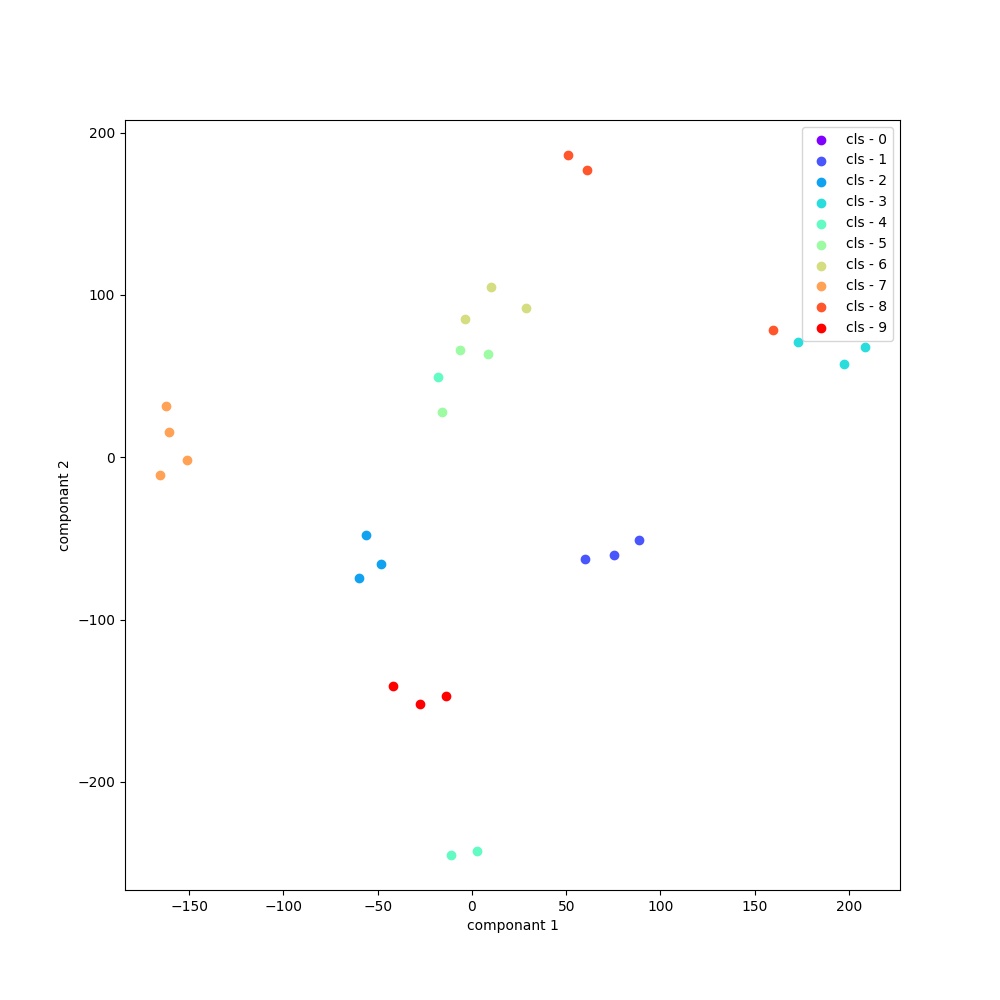 200
100
0
−100
−200
componant 2
−150
−100
−50
0
50
100
150
200
componant 1
cls - 0
cls - 1
cls - 2
cls - 3
cls - 4
cls - 5
cls - 6
cls - 7
cls - 8
cls - 9